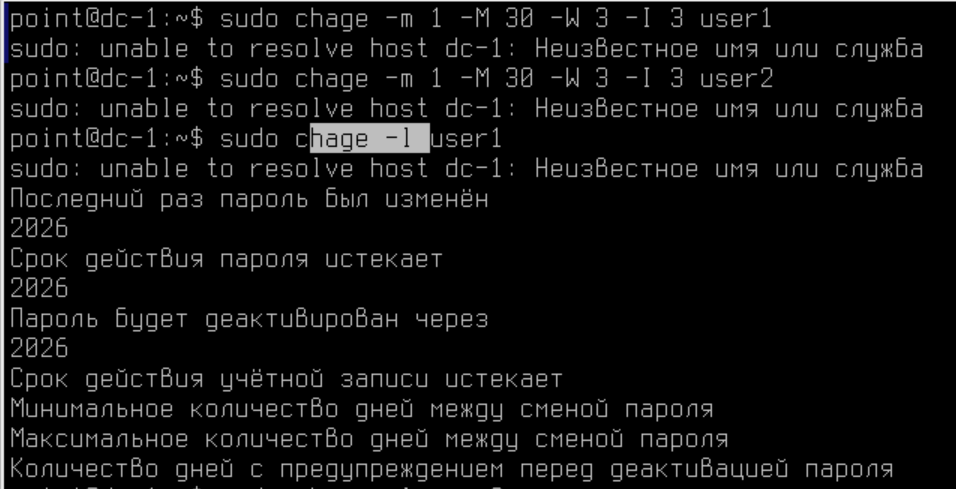 point@dc-1:~$ sudo chage -m 1 -M 30 -W 3 -I 3 user1
sudo: unable to resolve host dc-1: Неизвестное имя или служба
point@dc-1:~$ sudo chage -m 1 -M 30 -W 3 -I 3 user2
sudo: unable to resolve host dc-1: Неизвестное имя или служба
point@dc-1:~$ sudo chage -l user1
sudo: unable to resolve host dc-1: Неизвестное имя или служба
Последний раз пароль был изменён
2026
Срок действия пароля истекает
2026
Пароль будет деактивирован через
2026
Срок действия учётной записи истекает
Минимальное количество дней между сменой пароля
Максимальное количество дней между сменой пароля
Количество дней с предупреждением перед деактивацией пароля